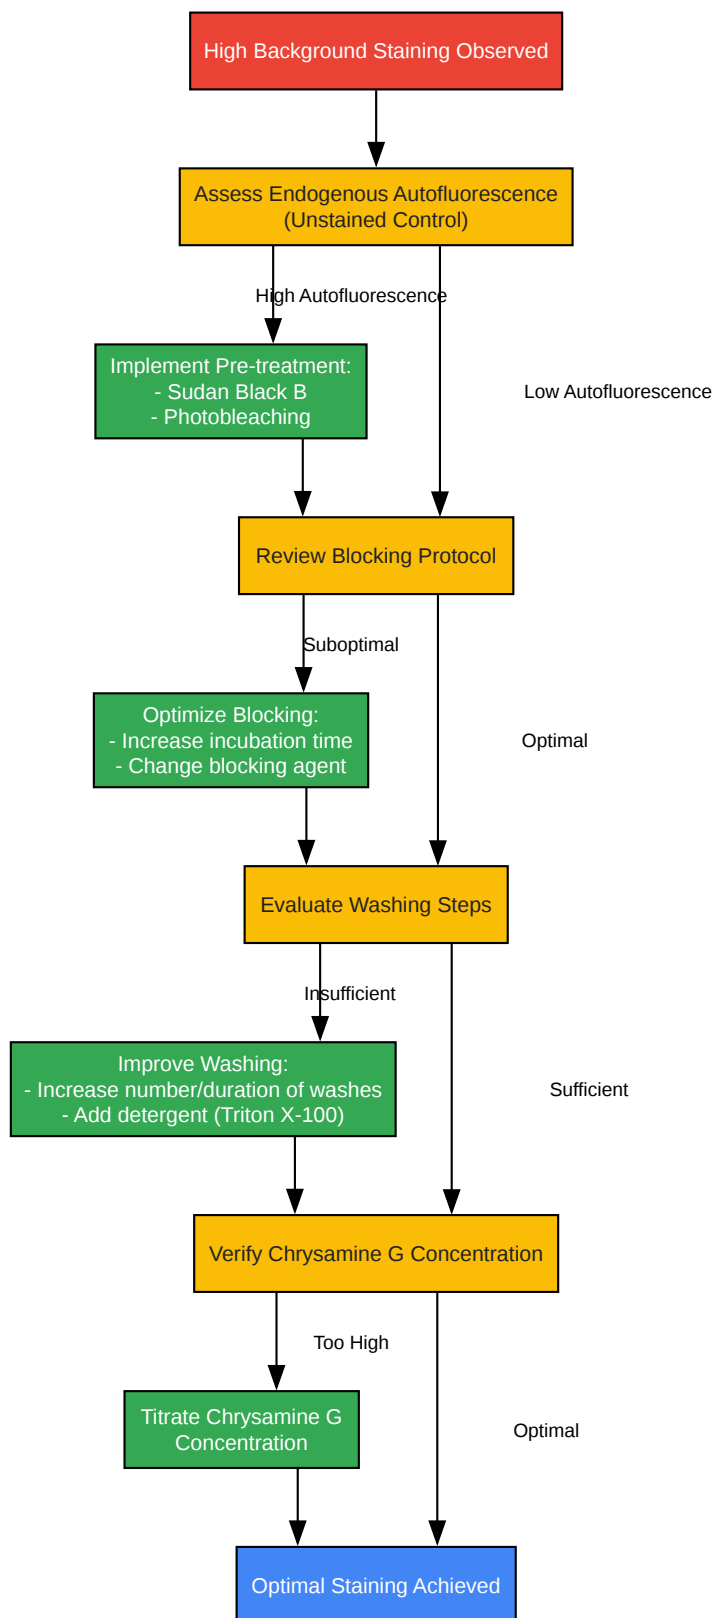 High Background Staining Observed
Assess Endogenous Autofluorescence
(Unstained Control)
High Autofluorescence
Implement Pre-treatment:
- Sudan Black B
- Photobleaching
Low Autofluorescence
Review Blocking Protocol
Suboptimal
Optimize Blocking:
- Increase incubation time
- Change blocking agent
Optimal
Evaluate Washing Steps
Insufficient
Improve Washing:
- Increase number/duration of washes
- Add detergent (Triton X-100)
Sufficient
Verify Chrysamine G Concentration
Too High
Titrate Chrysamine G
Concentration
Optimal
Optimal Staining Achieved